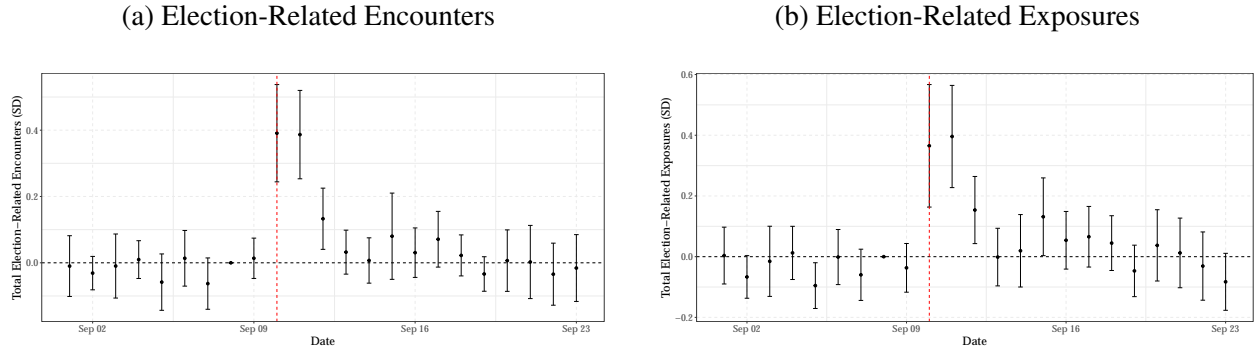 (a) Election-Related Encounters
Total Election-Related Encounters (SD)
0.4
0.2
0.0
Sep 02
Sep 09
Sep 16
Sep 23
Date
(b) Election-Related Exposures
Total Election-Related Exposures (SD)
0.6
0.4
0.2
0.0
−0.2
Sep 02
Sep 09
Sep 16
Sep 23
Date